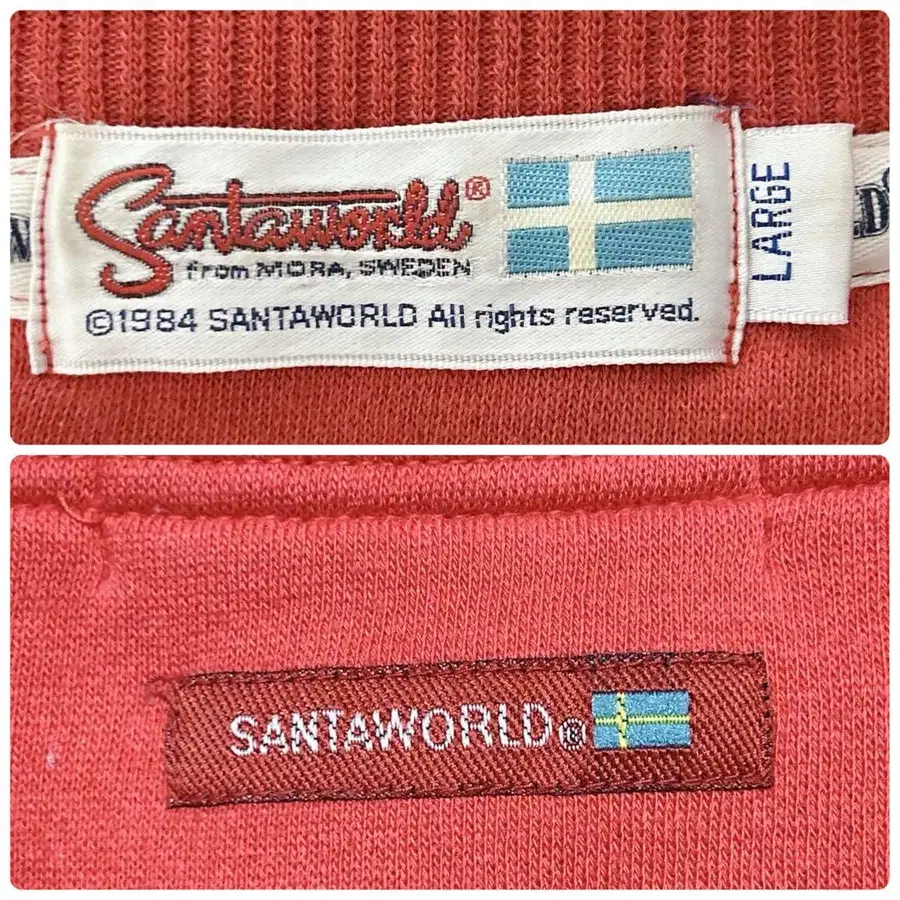 Santaworld®
from MORA, SWEDEN
©1984 SANTAWORLD All rights reserved.
LARGE
SANTAWORLD®